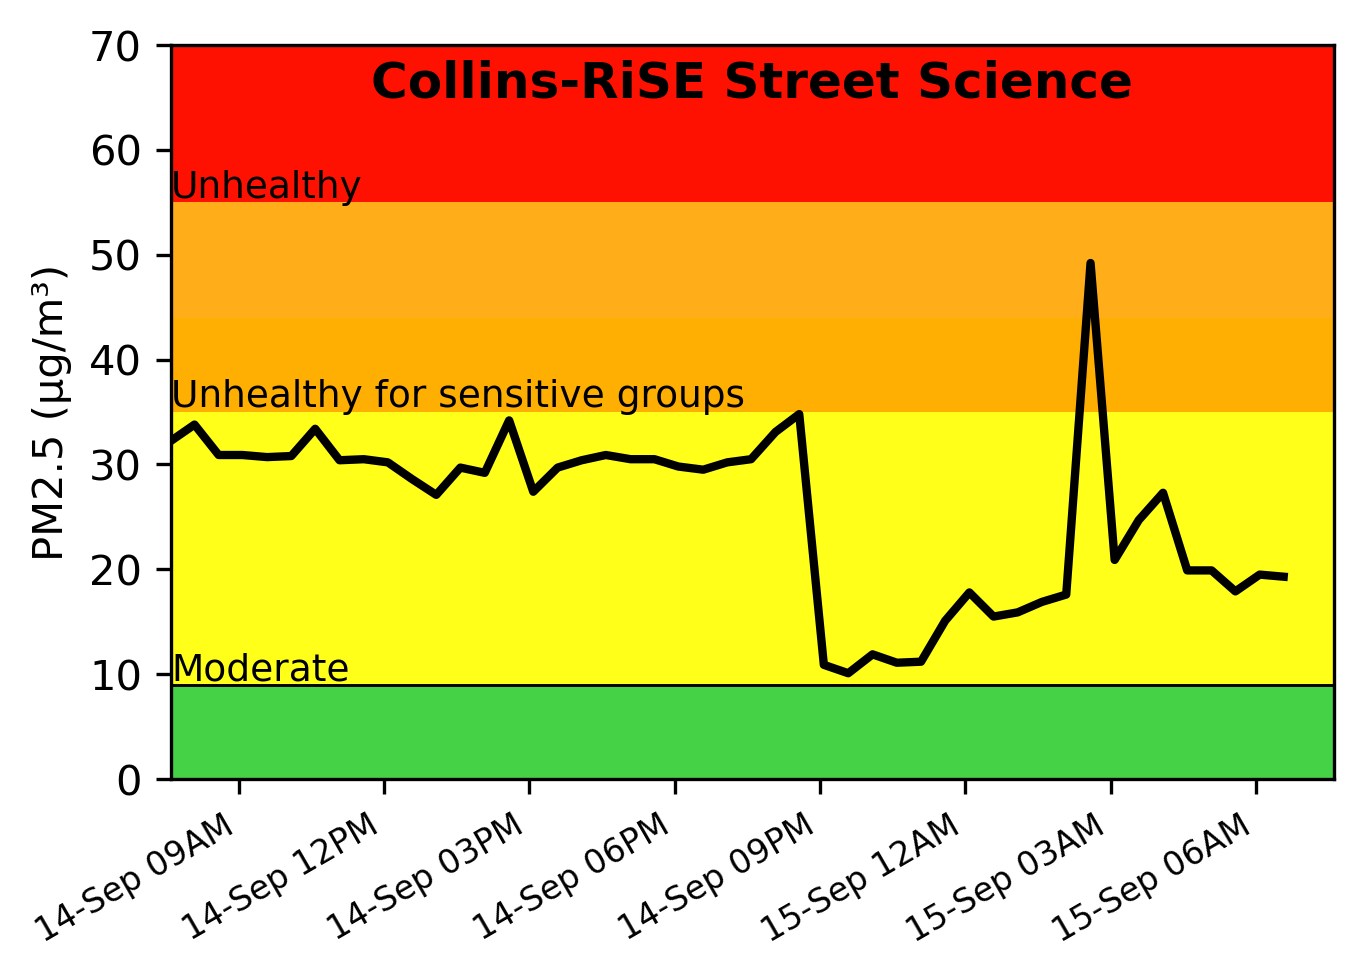 Collins-RiSE Street Science
70
60
Unhealthy
50
40
Unhealthy for sensitive groups
30
20
10
Moderate
0
PM2.5 (μg/m³)
14-Sep 09AM
14-Sep 12PM
14-Sep 03PM
14-Sep 06PM
14-Sep 09PM
15-Sep 12AM
15-Sep 03AM
15-Sep 06AM